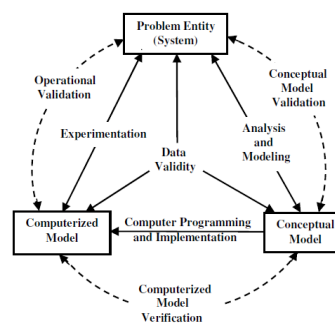 Problem Entity
(System)
Operational
Validation
Conceptual
Model
Validation
Experimentation
Analysis
and
Modeling
Data
Validity
Computerized
Model
Computer Programming
and Implementation
Conceptual
Model
Computerized
Model
Verification